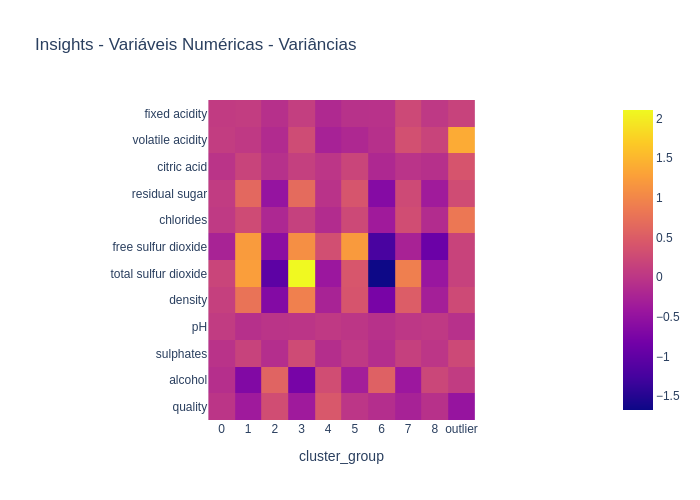 Insights - Variáveis Numéricas - Variâncias
fixed acidity
volatile acidity
citric acid
residual sugar
chlorides
free sulfur dioxide
total sulfur dioxide
density
pH
sulphates
alcohol
quality
0 1 2 3 4 5 6 7 8 outlier
cluster_group
2
1.5
1
0.5
0
−0.5
−1
−1.5